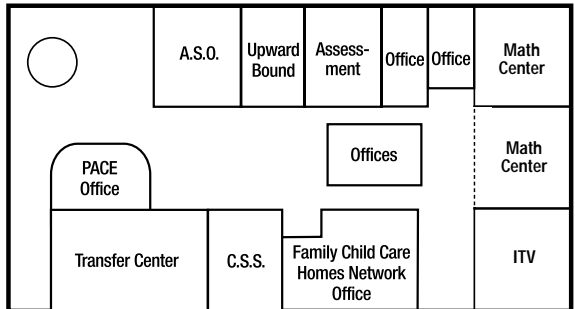 A.S.O.
Upward
Bound
Assess-
ment
Office
Office
Math
Center
PACE
Office
Offices
Math
Center
Transfer Center
C.S.S.
Family Child Care
Homes Network
Office
ITV